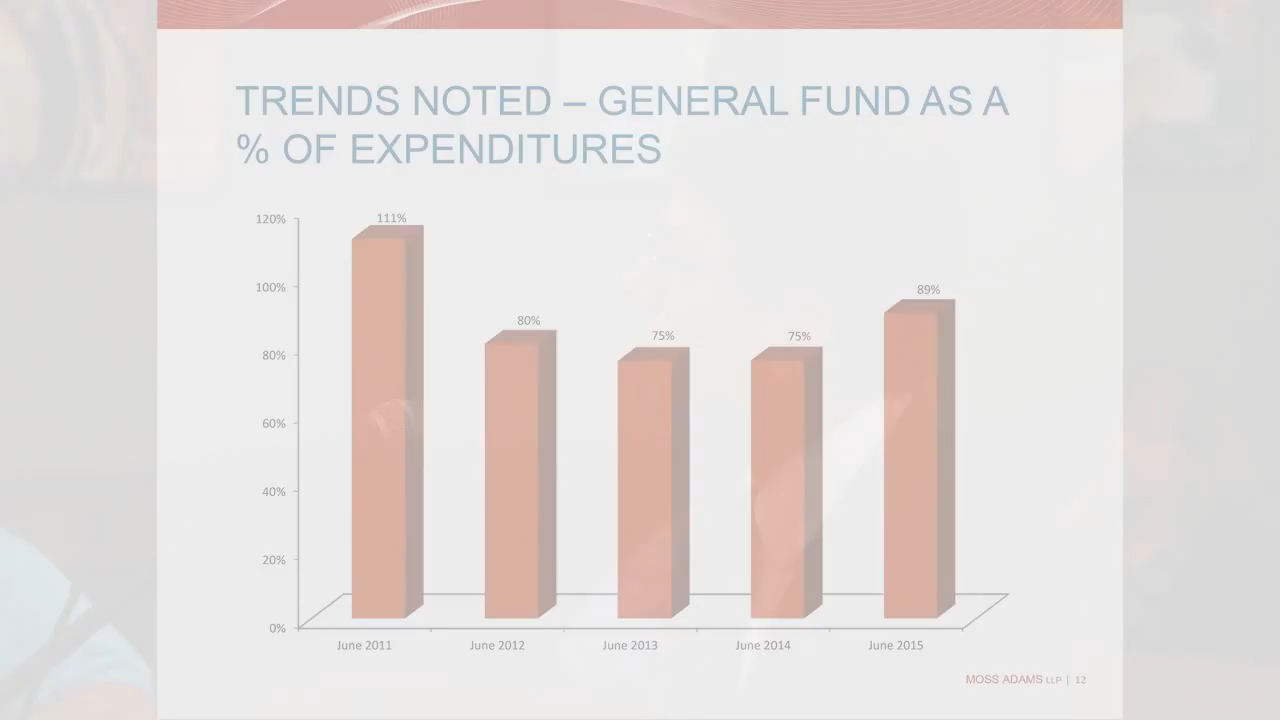 TRENDS NOTED – GENERAL FUND AS A
% OF EXPENDITURES
120%
100%
80%
60%
40%
20%
0%
111%
80%
75%
75%
89%
June 2011
June 2012
June 2013
June 2014
June 2015
MOSS ADAMS LLP | 12